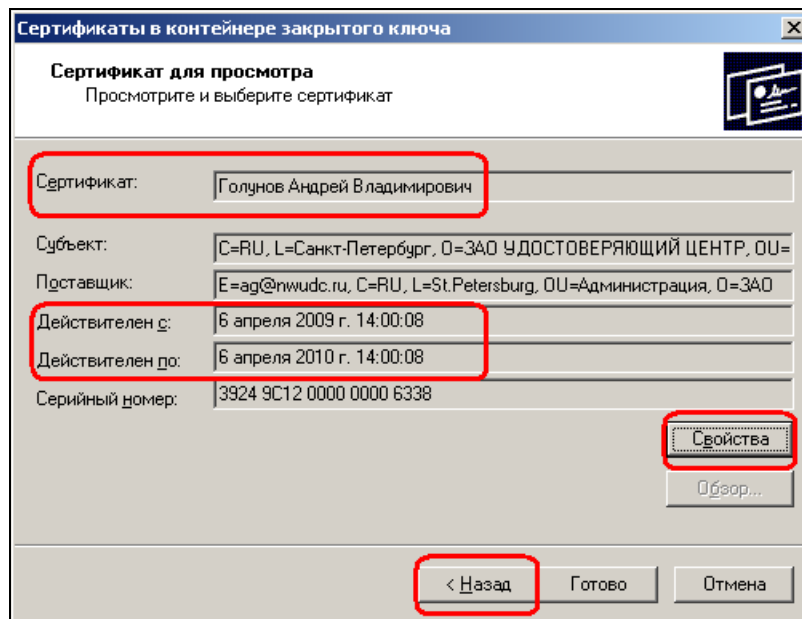 Сертификаты в контейнере закрытого ключа
Сертификат для просмотра
Просмотрите и выберите сертификат
Сертификат: Голунов Андрей Владимирович
Субъект: C=RU, L=Санкт-Петербург, O=ЗАО УДОСТОВЕРЯЮЩИЙ ЦЕНТР, OU=
Поставщик: E=ag@nwudc.ru, C=RU, L=St.Petersburg, OU=Администрация, O=ЗАО
Действителен с: 6 апреля 2009 г. 14:00:08
Действителен по: 6 апреля 2010 г. 14:00:08
Серийный номер: 3924 9C12 0000 0000 6338
Свойства
Обзор...
< Назад Готово Отмена